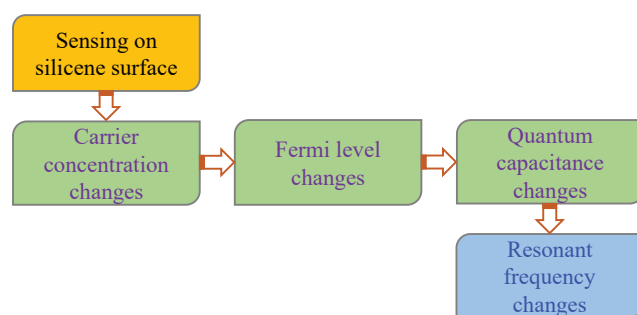 Sensing on
silicene surface
Carrier
concentration
changes
Fermi level
changes
Quantum
capacitance
changes
Resonant
frequency
changes